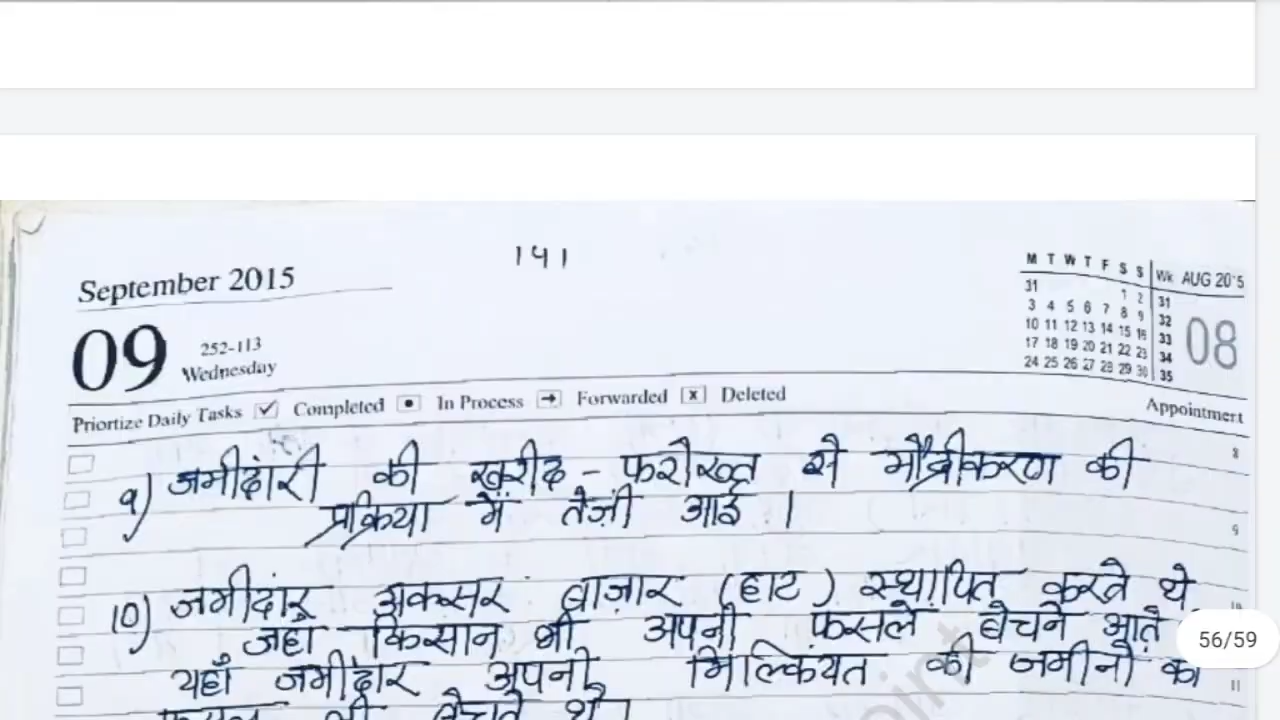 141
September 2015
09
252-113
Wednesday
M T W T F S S Wk AUG 2015
31 1 2 31
3 4 5 6 7 8 9 32
10 11 12 13 14 15 16 33
17 18 19 20 21 22 23 34
24 25 26 27 28 29 30 35
08
Priortize Daily Tasks Completed In Process Forwarded Deleted
Appointment
8
9) जमीदांरी की खरीद - फरोख्त से मौद्रीकरण की
प्रक्रिया में तेज़ी आई ।
9
10) जमीदांर अक्सर बाज़ार (हाट) स्थापित करते थे
जहाँ किसान भी अपनी फसले बेचने आते
56/59
यहाँ जमीदांर अपनी मिल्कियत की जमीनों का
11
फसल भी बेचते थे।